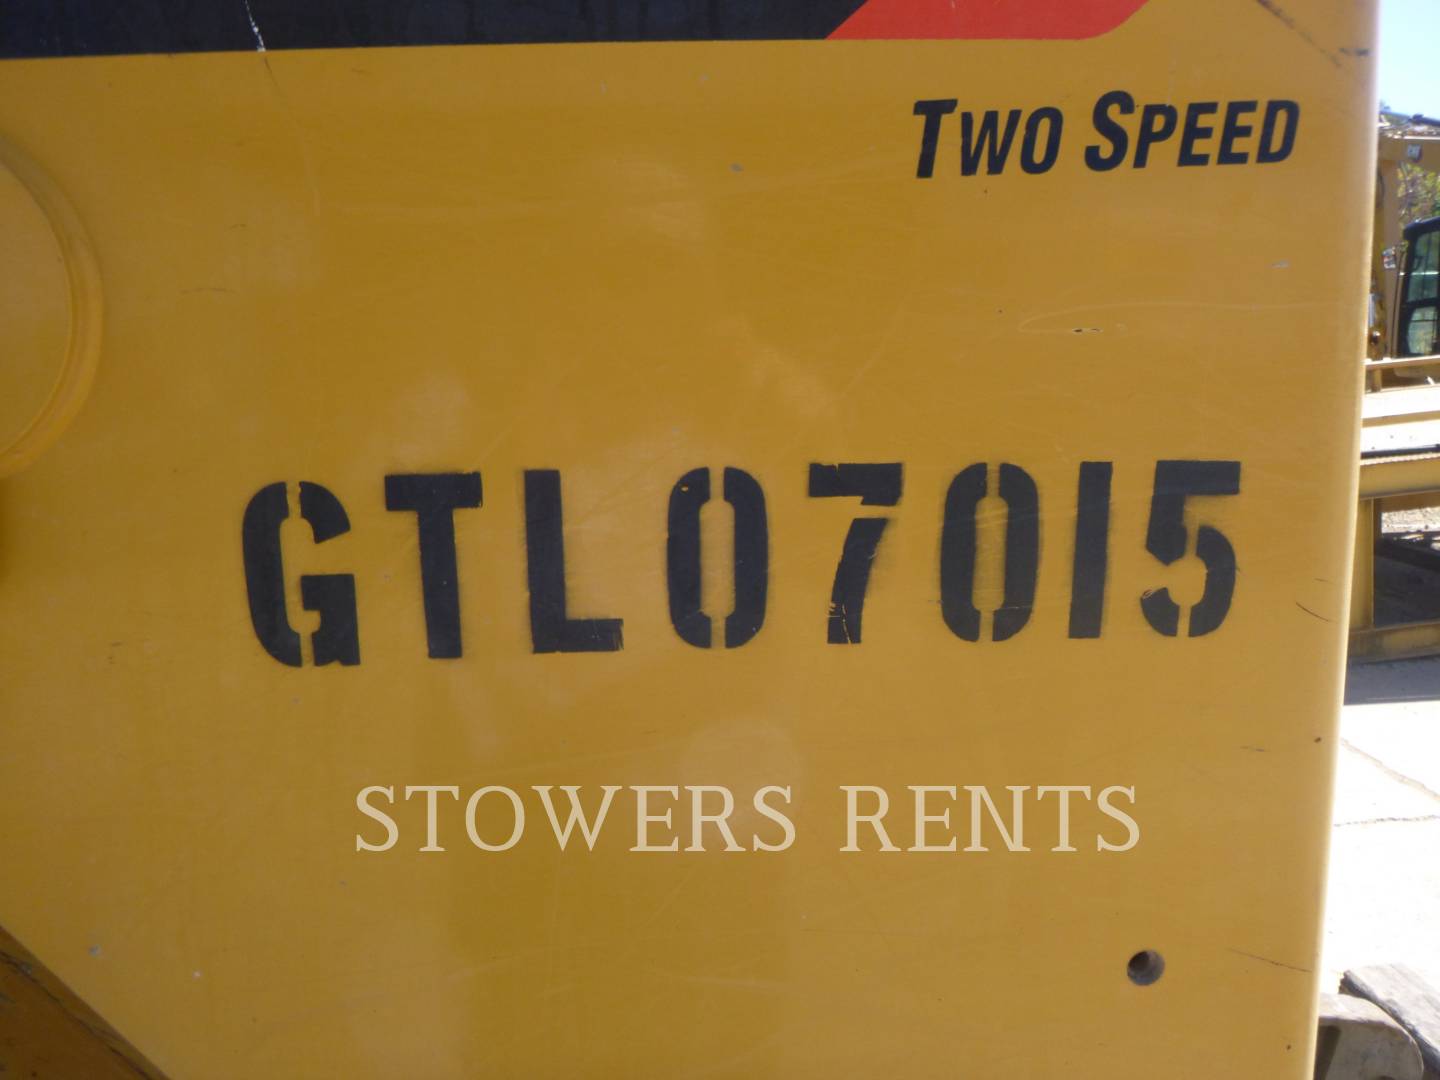 TWO SPEED
GTL07015
STOWERS RENTS